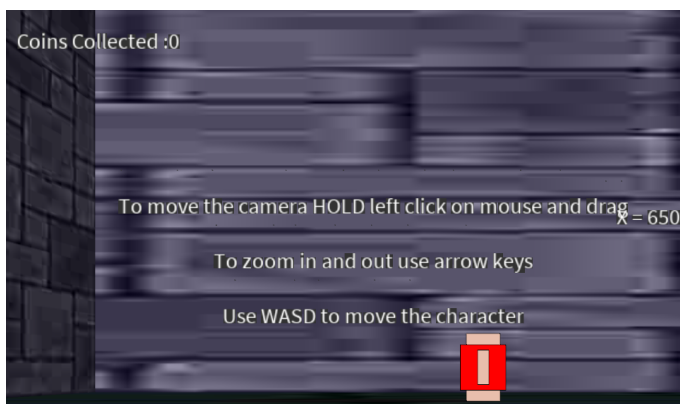 Coins Collected :0
To move the camera HOLD left click on mouse and drag
X = 650
To zoom in and out use arrow keys
Use WASD to move the character